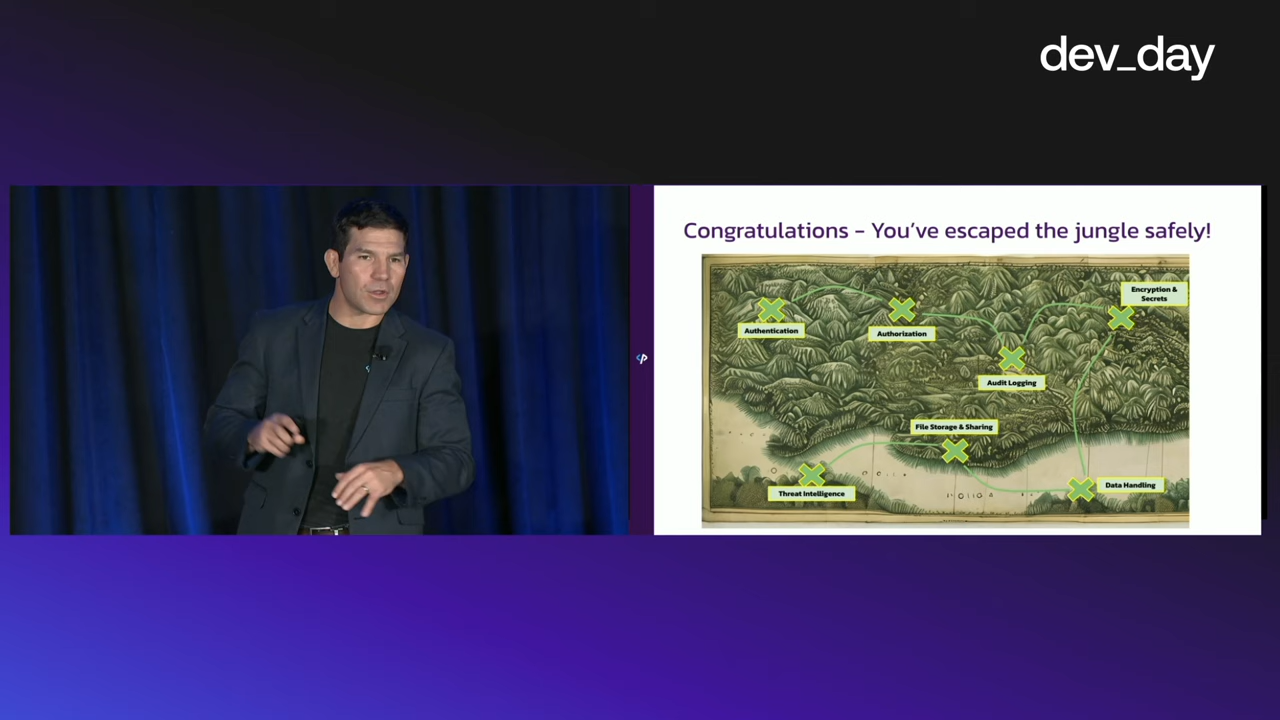 dev_day
Congratulations - You've escaped the jungle safely!
Encryption &
Secrets
Authentication
Authorization
Audit Logging
File Storage & Sharing
Data Handling
Threat Intelligence